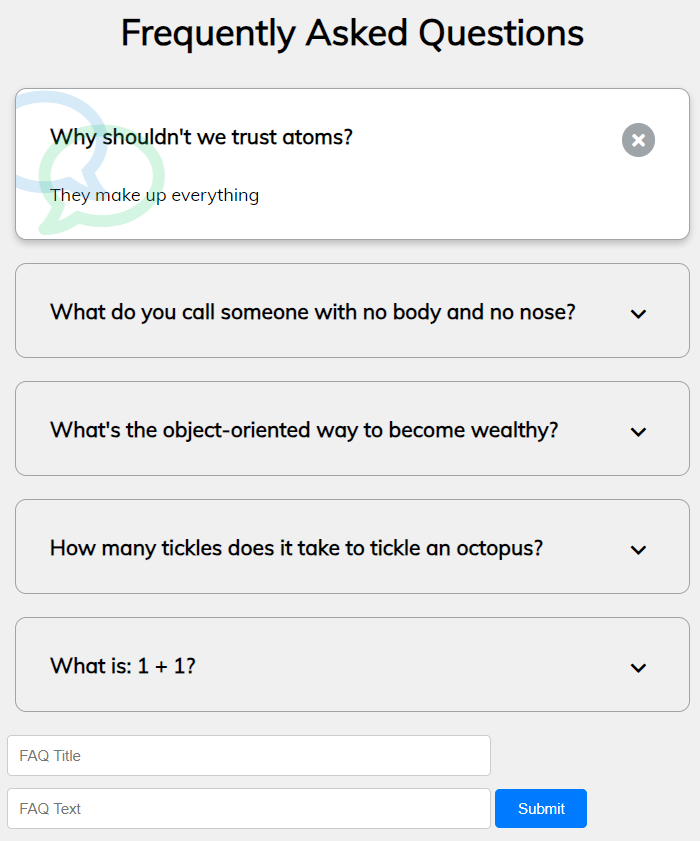 Frequently Asked Questions
Why shouldn't we trust atoms?
They make up everything
What do you call someone with no body and no nose?
What's the object-oriented way to become wealthy?
How many tickles does it take to tickle an octopus?
What is: 1 + 1?
FAQ Title
FAQ Text
Submit